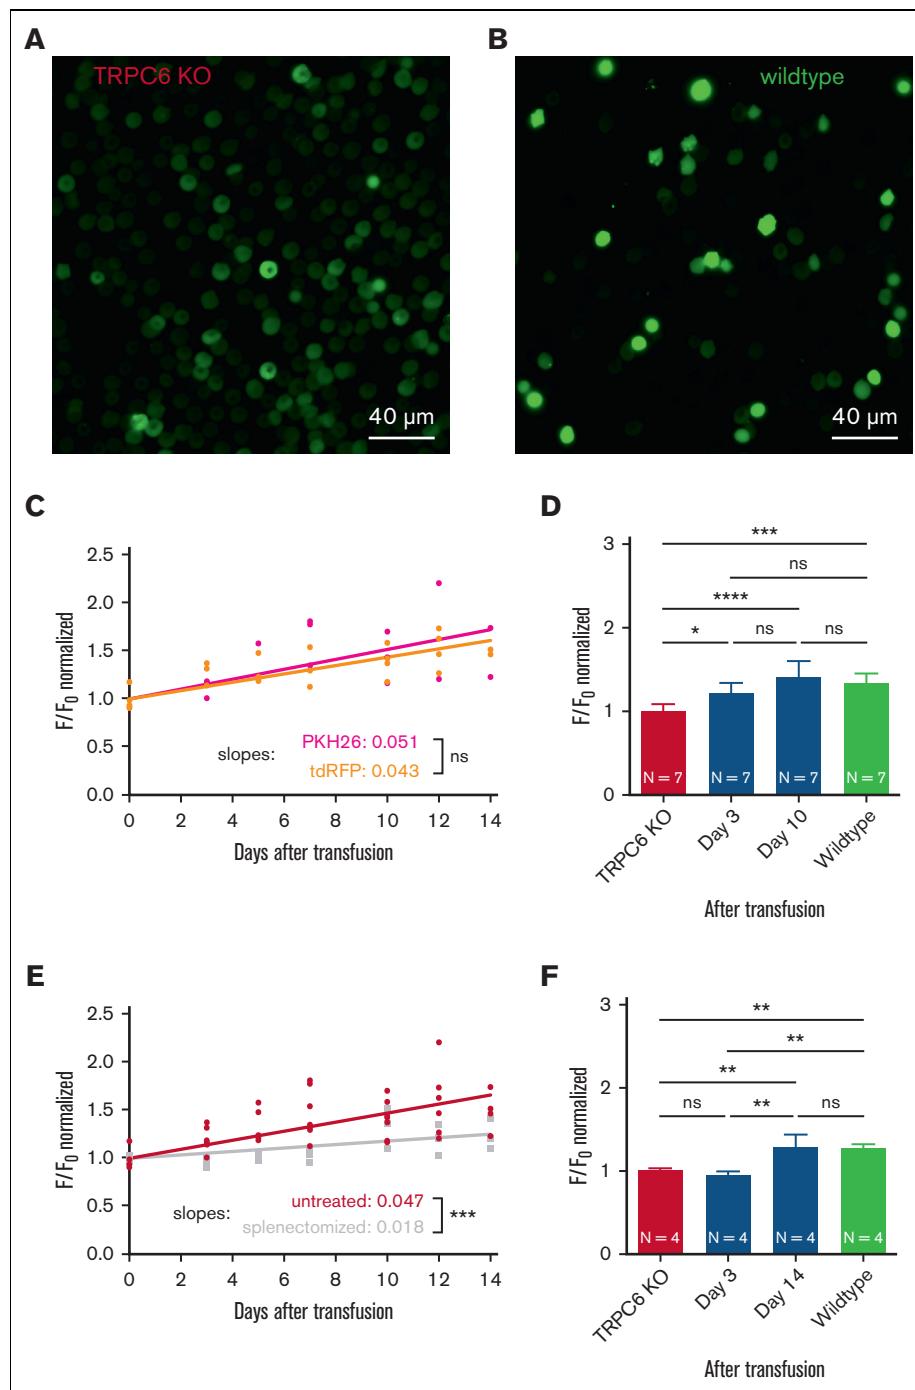 A
TRPC6 KO
40 µm
B
wildtype
40 µm
C
F/F0 normalized
2.5
2.0
1.5
1.0
0.5
0.0
slopes:
PKH26: 0.051
tdRFP: 0.043
ns
0 2 4 6 8 10 12 14
Days after transfusion
D
F/F0 normalized
3
2
1
0
***
ns
****
* ns ns
N = 7 N = 7 N = 7 N = 7
TRPC6 KO Day 3 Day 10 Wildtype
After transfusion
E
F/F0 normalized
2.5
2.0
1.5
1.0
0.5
0.0
slopes:
untreated: 0.047
splenectomized: 0.018
***
0 2 4 6 8 10 12 14
Days after transfusion
F
F/F0 normalized
3
2
1
0
**
**
**
ns ** ns
N = 4 N = 4 N = 4 N = 4
TRPC6 KO Day 3 Day 14 Wildtype
After transfusion